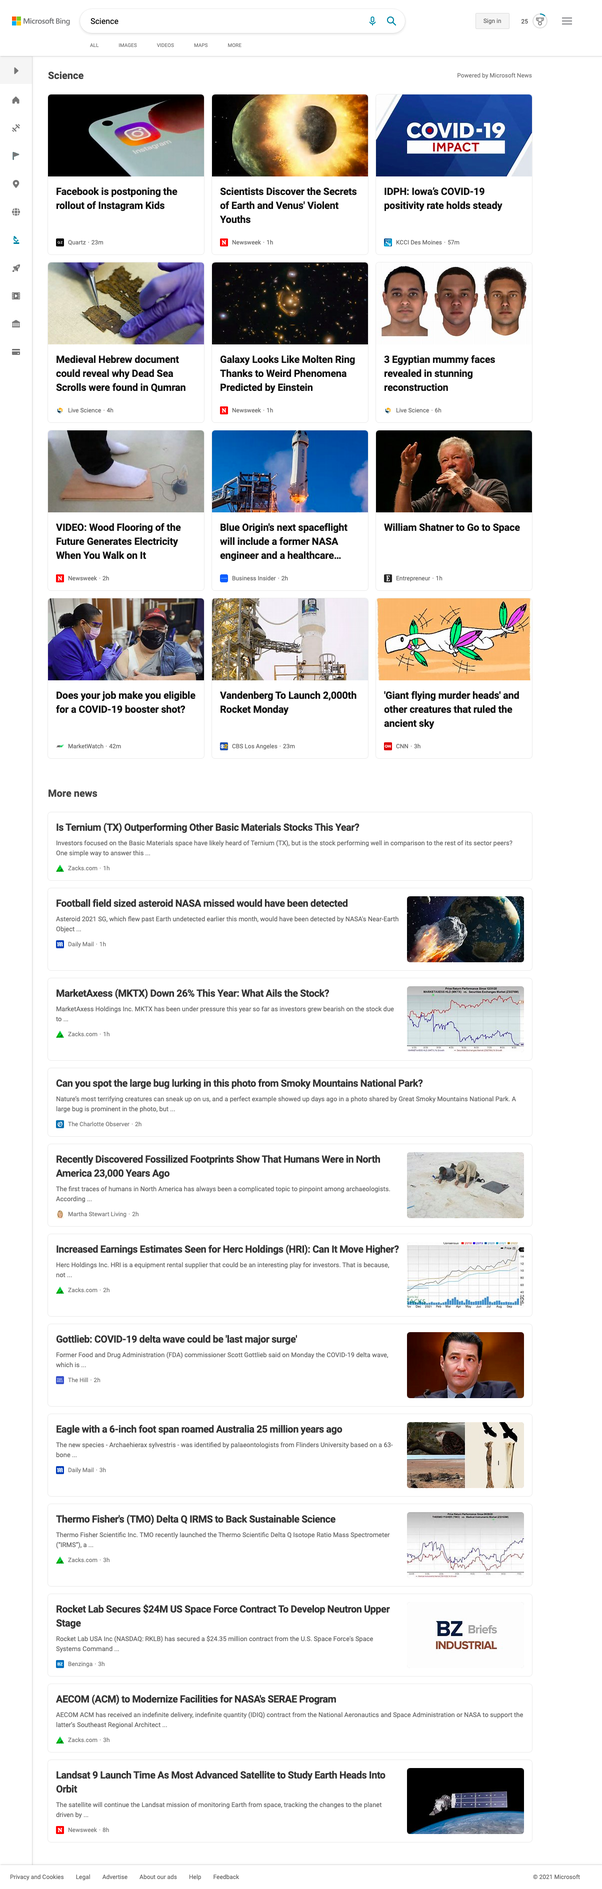 Microsoft Bing
Science
Sign in
25
ALL
IMAGES
VIDEOS
MAPS
MORE
Science
Powered by Microsoft News
Instagram
Facebook is postponing the
rollout of Instagram Kids
Quartz · 23m
Scientists Discover the Secrets
of Earth and Venus' Violent
Youths
Newsweek · 1h
COVID-19
IMPACT
IDPH: Iowa's COVID-19
positivity rate holds steady
KCCI Des Moines · 57m
Medieval Hebrew document
could reveal why Dead Sea
Scrolls were found in Qumran
Live Science · 4h
Galaxy Looks Like Molten Ring
Thanks to Weird Phenomena
Predicted by Einstein
Newsweek · 1h
3 Egyptian mummy faces
revealed in stunning
reconstruction
Live Science · 6h
VIDEO: Wood Flooring of the
Future Generates Electricity
When You Walk on It
Newsweek · 2h
Blue Origin's next spaceflight
will include a former NASA
engineer and a healthcare...
Business Insider · 2h
William Shatner to Go to Space
Entrepreneur · 1h
Does your job make you eligible
for a COVID-19 booster shot?
MarketWatch · 42m
Vandenberg To Launch 2,000th
Rocket Monday
CBS Los Angeles · 23m
'Giant flying murder heads' and
other creatures that ruled the
ancient sky
CNN · 3h
More news
Is Ternium (TX) Outperforming Other Basic Materials Stocks This Year?
Investors focused on the Basic Materials space have likely heard of Ternium (TX), but is the stock performing well in comparison to the rest of its sector peers?
One simple way to answer this ...
Zacks.com · 1h
Football field sized asteroid NASA missed would have been detected
Asteroid 2021 SG, which flew past Earth undetected earlier this month, would have been detected by NASA's Near-Earth
Object ...
Daily Mail · 1h
MarketAxess (MKTX) Down 26% This Year: What Ails the Stock?
MarketAxess Holdings Inc. MKTX has been under pressure this year so far as investors grew bearish on the stock due
to ...
Zacks.com · 1h
Can you spot the large bug lurking in this photo from Smoky Mountains National Park?
Nature's most terrifying creatures can sneak up on us, and a perfect example showed up days ago in a photo shared by Great Smoky Mountains National Park. A
large bug is prominent in the photo, but ...
The Charlotte Observer · 2h
Recently Discovered Fossilized Footprints Show That Humans Were in North
America 23,000 Years Ago
The first traces of humans in North America has always been a complicated topic to pinpoint among archaeologists.
According ...
Martha Stewart Living · 2h
Increased Earnings Estimates Seen for Herc Holdings (HRI): Can It Move Higher?
Herc Holdings Inc. HRI is a equipment rental supplier that could be an interesting play for investors. That is because,
not ...
Zacks.com · 2h
Gottlieb: COVID-19 delta wave could be 'last major surge'
Former Food and Drug Administration (FDA) commissioner Scott Gottlieb said on Monday the COVID-19 delta wave,
which is ...
The Hill · 2h
Eagle with a 6-inch foot span roamed Australia 25 million years ago
The new species - Archaehierax sylvestris - was identified by palaeontologists from Flinders University based on a 63-
bone ...
Daily Mail · 3h
Thermo Fisher's (TMO) Delta Q IRMS to Back Sustainable Science
Thermo Fisher Scientific Inc. TMO recently launched the Thermo Scientific Delta Q Isotope Ratio Mass Spectrometer
("IRMS"), a ...
Zacks.com · 3h
Rocket Lab Secures $24M US Space Force Contract To Develop Neutron Upper
Stage
Rocket Lab USA Inc (NASDAQ: RKLB) has secured a $24.35 million contract from the U.S. Space Force's Space
Systems Command ...
Benzinga · 3h
BZ Briefs
INDUSTRIAL
AECOM (ACM) to Modernize Facilities for NASA's SERAE Program
AECOM ACM has received an indefinite delivery, indefinite quantity (IDIQ) contract from the National Aeronautics and Space Administration or NASA to support the
latter's Southeast Regional Architect ...
Zacks.com · 3h
Landsat 9 Launch Time As Most Advanced Satellite to Study Earth Heads Into
Orbit
The satellite will continue the Landsat mission of monitoring Earth from space, tracking the changes to the planet
driven by ...
Newsweek · 8h
Privacy and Cookies
Legal
Advertise
About our ads
Help
Feedback
© 2021 Microsoft